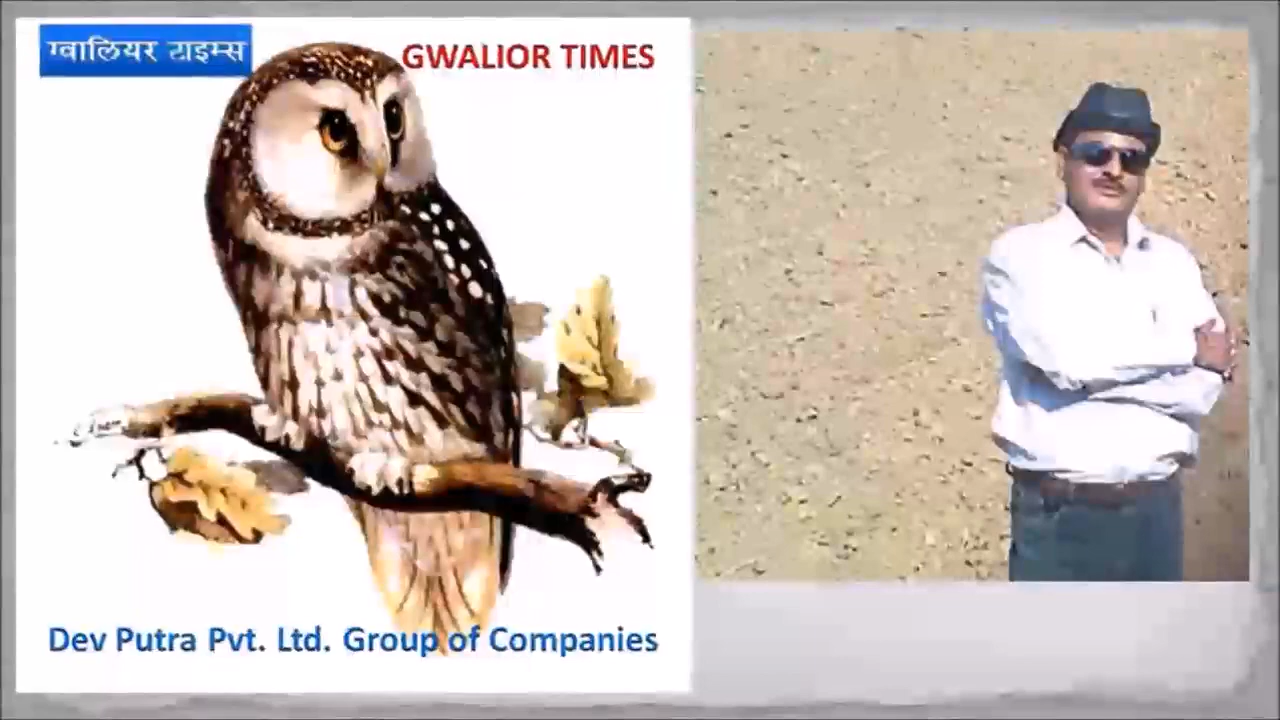 ग्वालियर टाइम्स
GWALIOR TIMES
Dev Putra Pvt. Ltd. Group of Companies